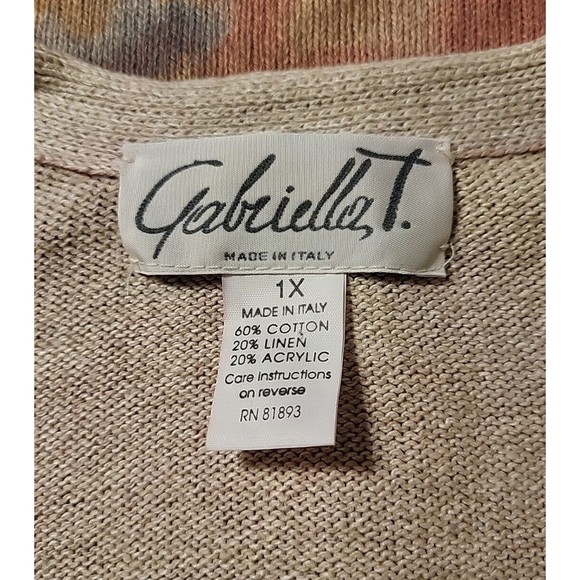 Gabriella T.
MADE IN ITALY
1X
MADE IN ITALY
60% COTTON
20% LINEN
20% ACRYLIC
Care instructions
on reverse
RN 81893